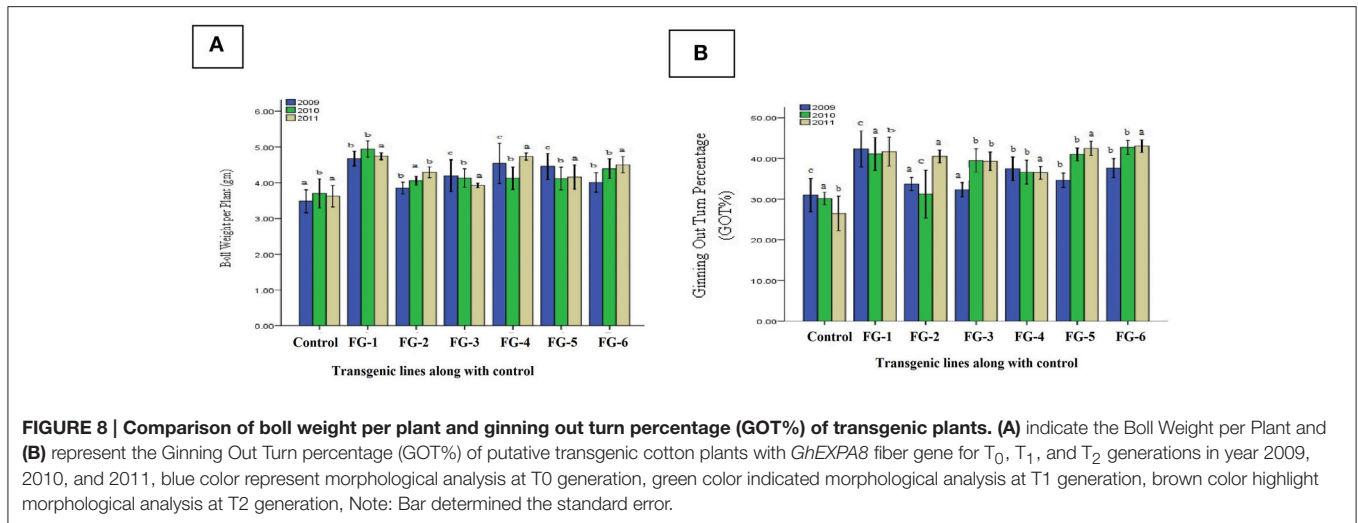 A
2009
2010
2011
Boll Weight per Plant (gm)
6.00
5.00
4.00
3.00
2.00
1.00
0.00
a b a
b b a
b a b
c b a
c b a
c b a
b b a
Control FG-1 FG-2 FG-3 FG-4 FG-5 FG-6
Transgenic lines along with control
B
2009
2010
2011
Ginning Out Turn Percentage
(GOT%)
50.00
40.00
30.00
20.00
10.00
0.00
c a b
c a b
a c a
b b b
b b a
b b a
b b a
Control FG-1 FG-2 FG-3 FG-4 FG-5 FG-6
Transgenic lines along with control
FIGURE 8 | Comparison of boll weight per plant and ginning out turn percentage (GOT%) of transgenic plants. (A) indicate the Boll Weight per Plant and
(B) represent the Ginning Out Turn percentage (GOT%) of putative transgenic cotton plants with GhEXPA8 fiber gene for T0, T1, and T2 generations in year 2009,
2010, and 2011, blue color represent morphological analysis at T0 generation, green color indicated morphological analysis at T1 generation, brown color highlight
morphological analysis at T2 generation, Note: Bar determined the standard error.